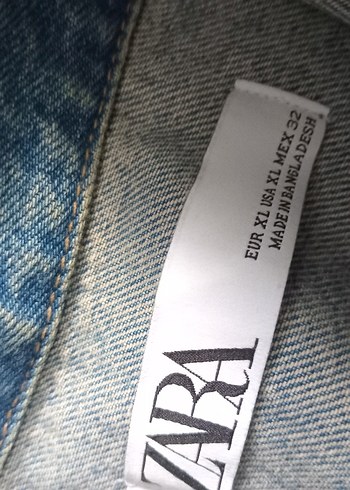 ZARA
EUR XL USA XL MEX 32
MADE IN BANGLADESH